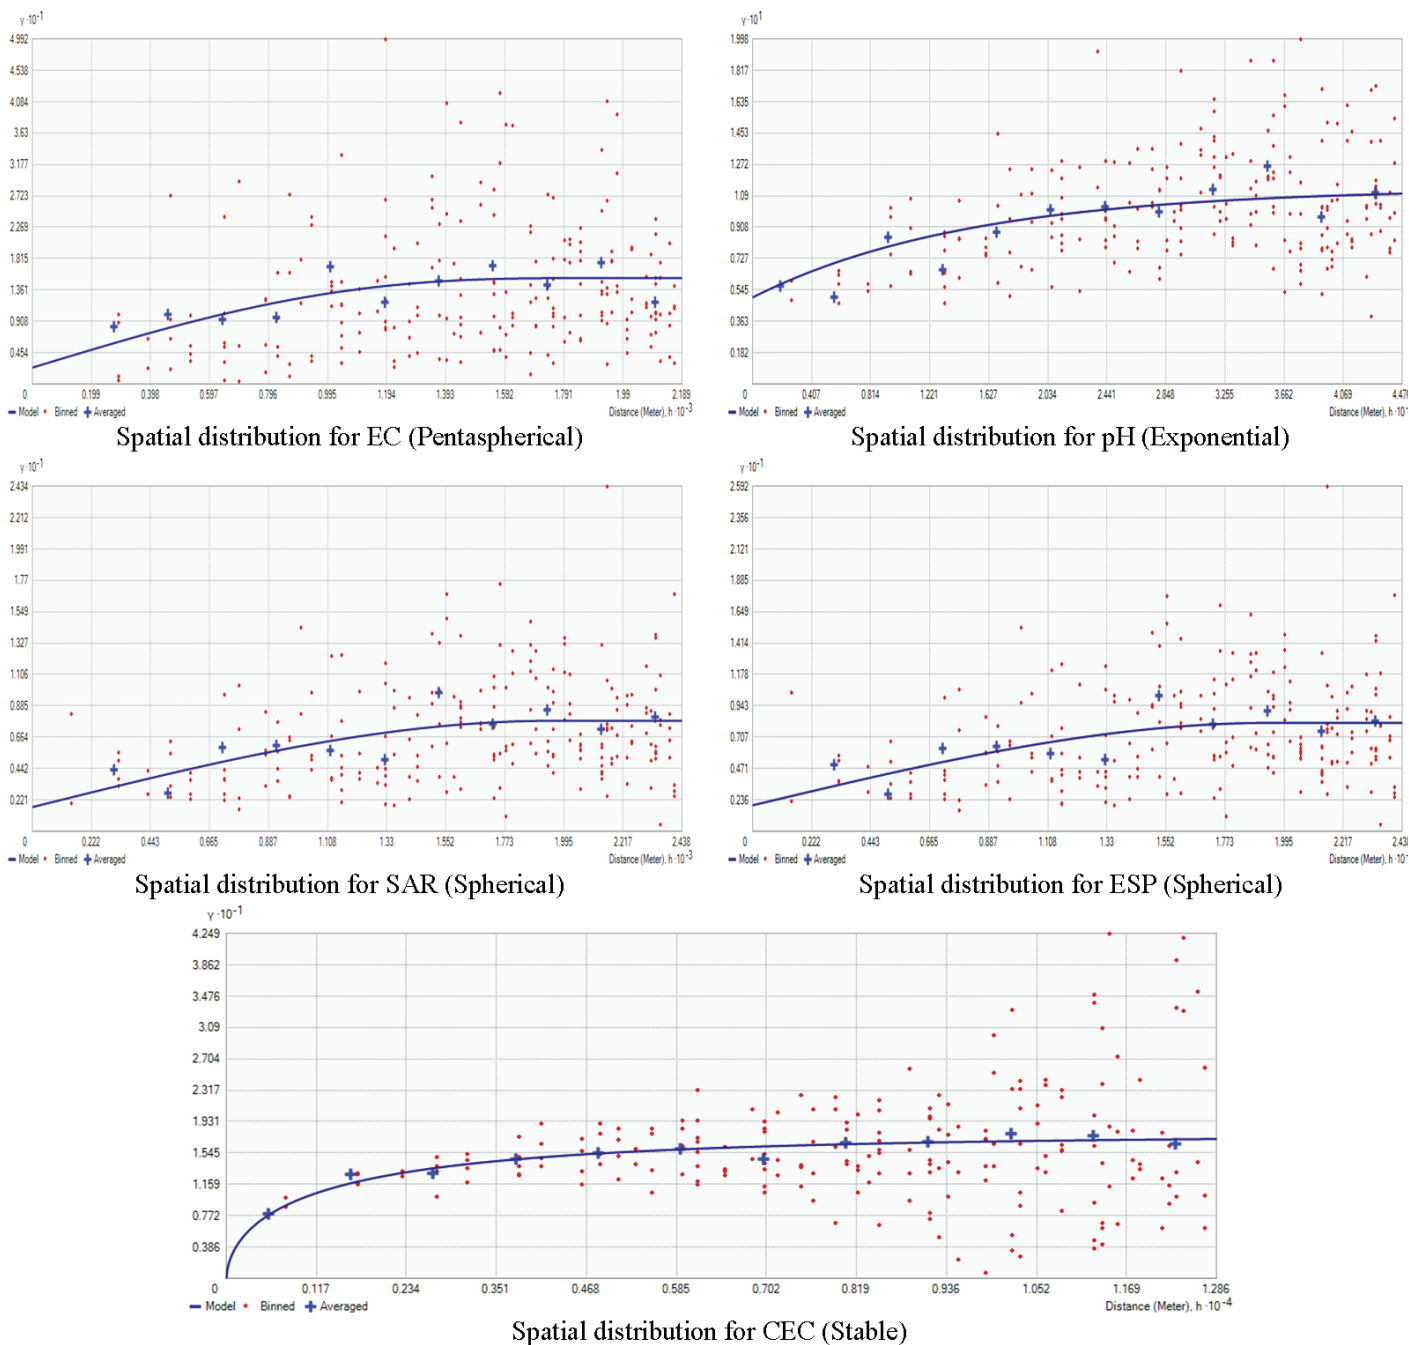 γ·10⁻¹
4.992
4.538
4.084
3.63
3.177
2.723
2.269
1.815
1.361
0.908
0.454
0 0.199 0.398 0.597 0.796 0.995 1.194 1.393 1.592 1.791 1.99 2.189
Model Binned Averaged Distance (Meter), h·10⁻³
Spatial distribution for EC (Pentaspherical)
γ·10¹
1.998
1.817
1.635
1.453
1.272
1.09
0.908
0.727
0.545
0.363
0.182
0 0.407 0.814 1.221 1.627 2.034 2.441 2.848 3.255 3.662 4.069 4.476
Model Binned Averaged Distance (Meter), h·10⁻
Spatial distribution for pH (Exponential)
γ·10⁻¹
2.434
2.212
1.991
1.77
1.549
1.327
1.106
0.885
0.664
0.442
0.221
0 0.222 0.443 0.665 0.887 1.108 1.33 1.552 1.773 1.995 2.217 2.438
Model Binned Averaged Distance (Meter), h·10⁻³
Spatial distribution for SAR (Spherical)
γ·10⁻¹
2.592
2.356
2.121
1.885
1.649
1.414
1.178
0.943
0.707
0.471
0.236
0 0.222 0.443 0.665 0.887 1.108 1.33 1.552 1.773 1.995 2.217 2.438
Model Binned Averaged Distance (Meter), h·10⁻
Spatial distribution for ESP (Spherical)
γ·10⁻¹
4.249
3.862
3.476
3.09
2.704
2.317
1.931
1.545
1.159
0.772
0.386
0 0.117 0.234 0.351 0.468 0.585 0.702 0.819 0.936 1.052 1.169 1.286
Model Binned Averaged Distance (Meter), h·10⁻⁴
Spatial distribution for CEC (Stable)